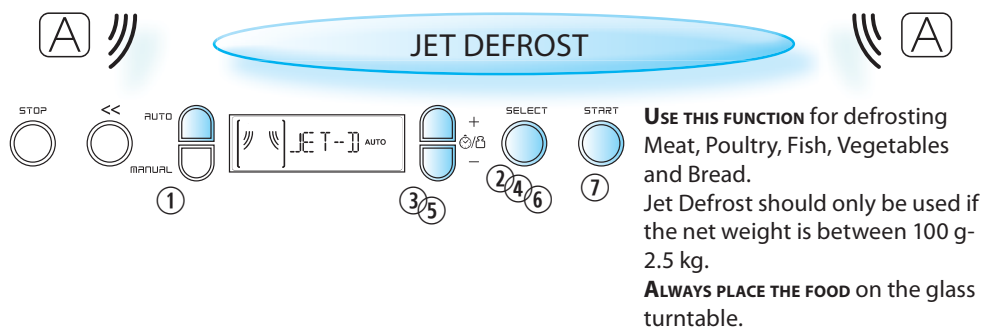 A
JET DEFROST
A
STOP
<<
AUTO
MANUAL
JET-D AUTO
+
/
–
SELECT
START
①
③
⑤
②
④
⑥
⑦
USE THIS FUNCTION for defrosting
Meat, Poultry, Fish, Vegetables
and Bread.
Jet Defrost should only be used if
the net weight is between 100 g-
2.5 kg.
ALWAYS PLACE THE FOOD on the glass
turntable.